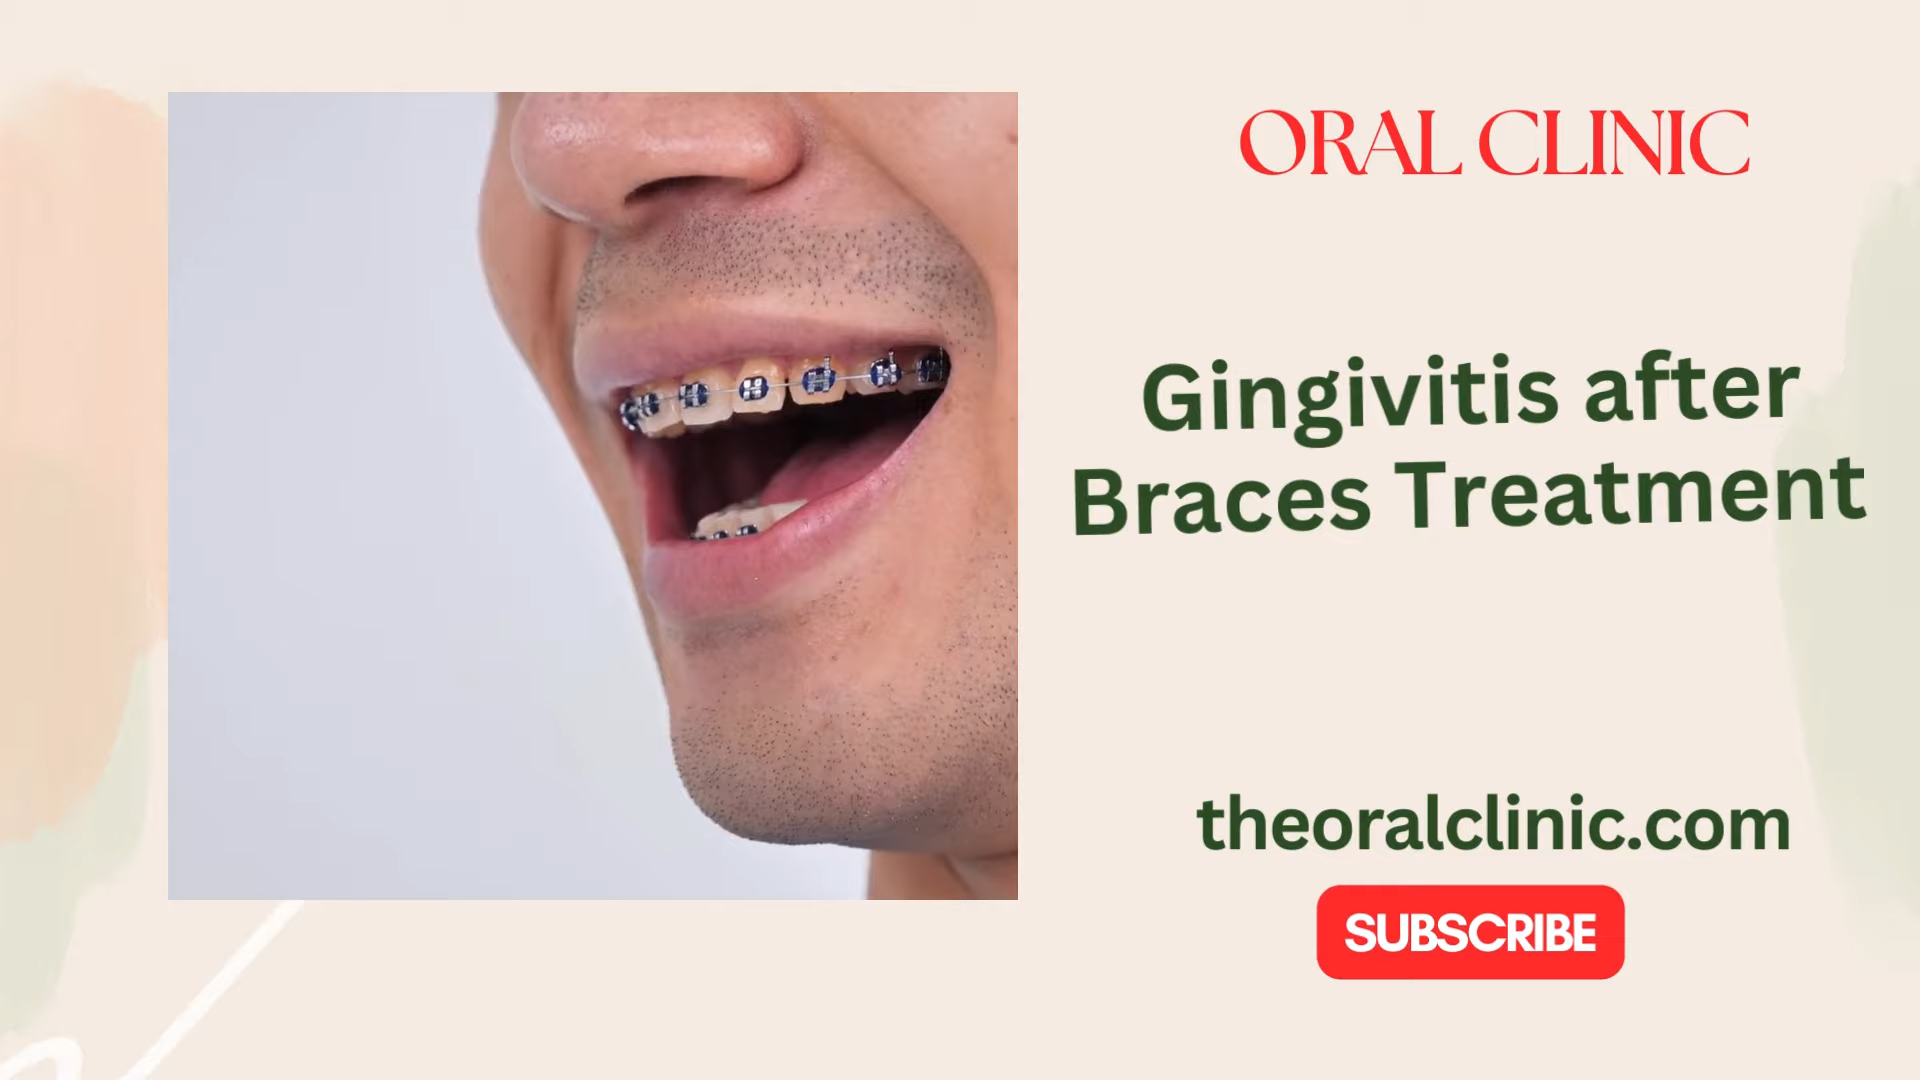 ORAL CLINIC
Gingivitis after
Braces Treatment
theoralclinic.com
SUBSCRIBE